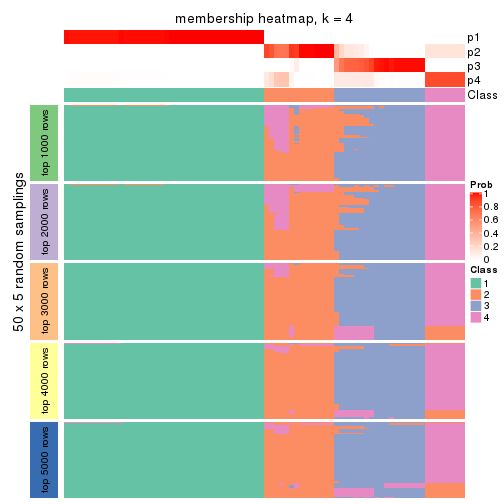 membership heatmap, k = 4
p1
p2
p3
p4
Class
50 x 5 random samplings
top 1000 rows
top 2000 rows
top 3000 rows
top 4000 rows
top 5000 rows
Prob
1
0.8
0.6
0.4
0.2
0
Class
1
2
3
4